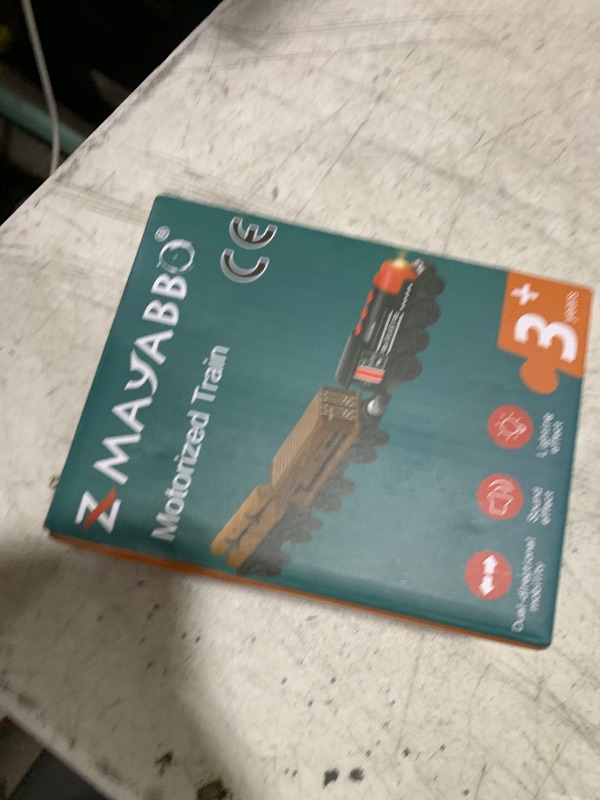 MAYABBO®
Motorized Train
CE
3+
years
Lighting
effect
Sound
effect
Dual-directional
mobility